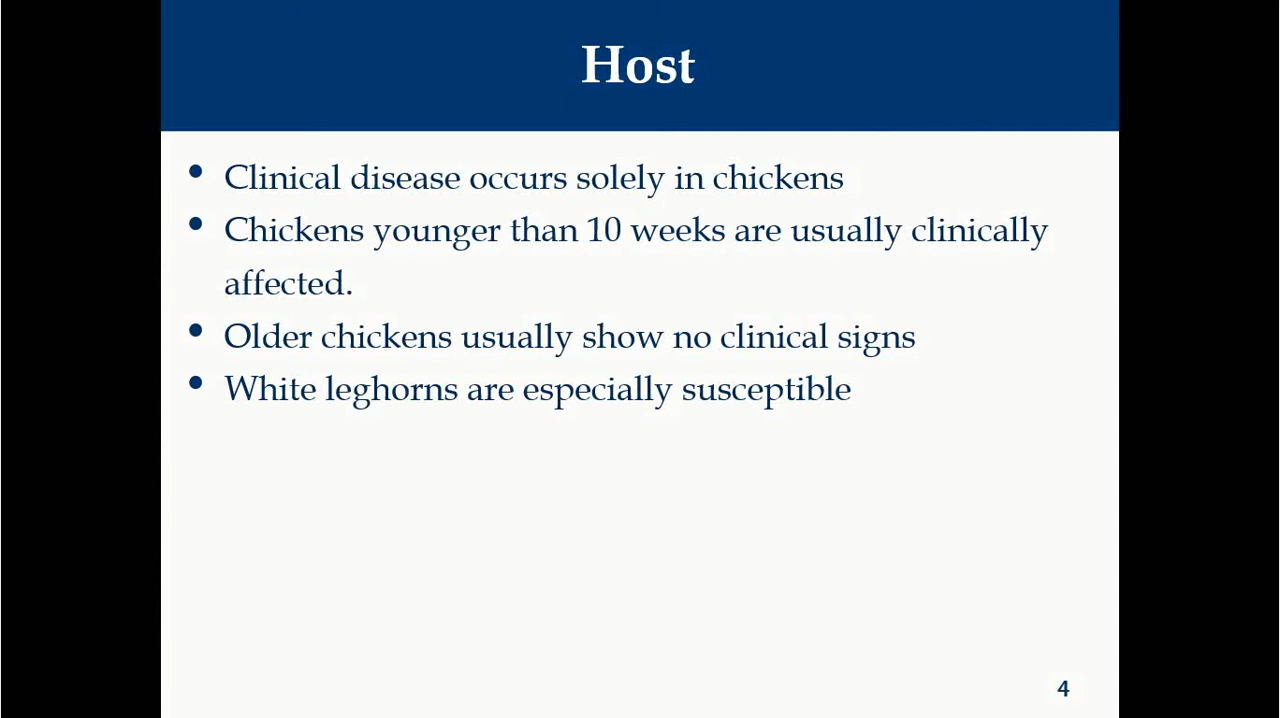 Host
• Clinical disease occurs solely in chickens
• Chickens younger than 10 weeks are usually clinically
affected.
• Older chickens usually show no clinical signs
• White leghorns are especially susceptible
4